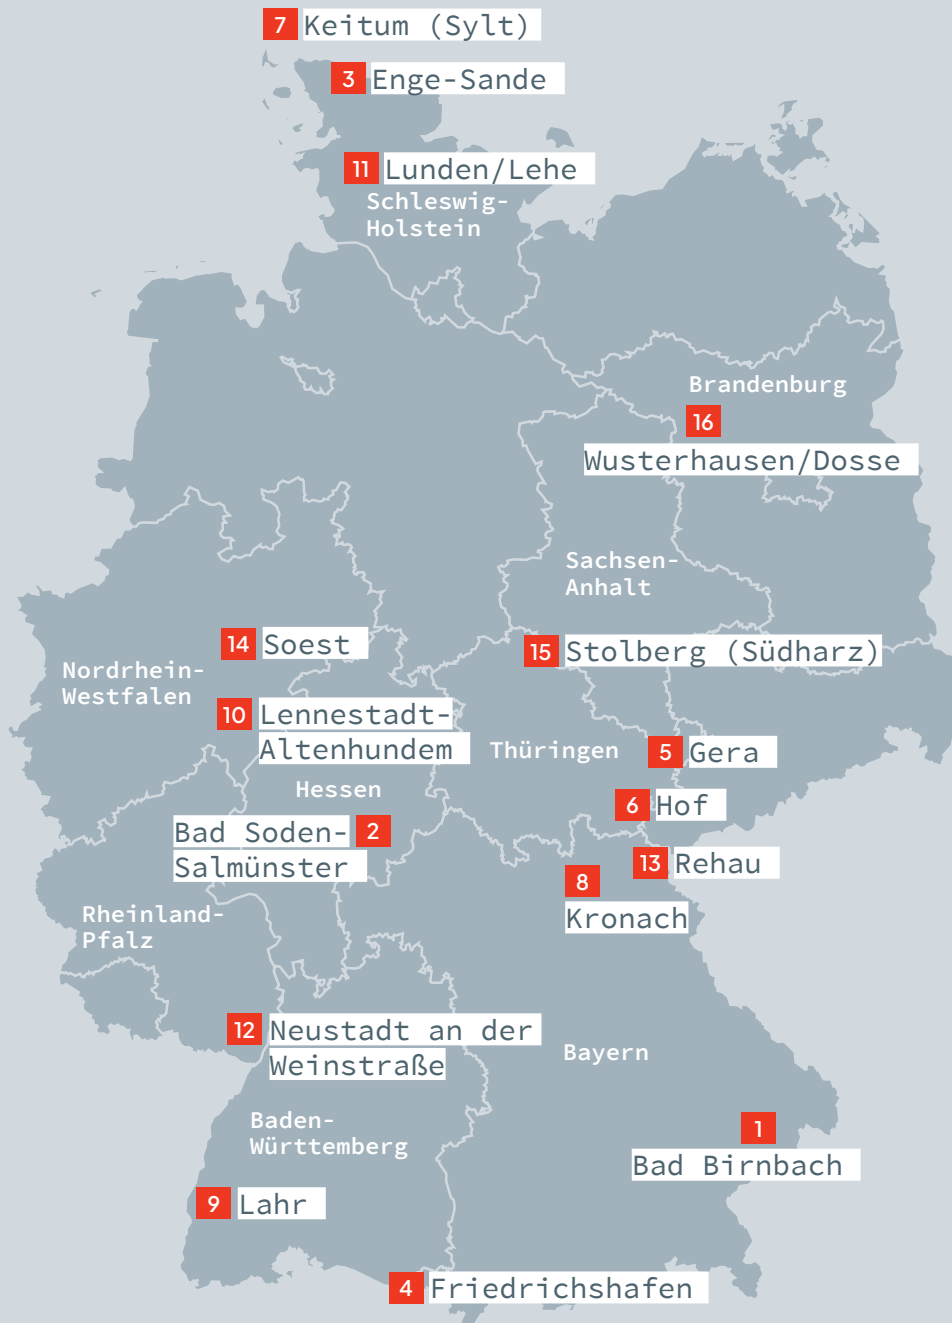 7 Keitum (Sylt)
3 Enge-Sande
11 Lunden/Lehe
Schleswig-
Holstein
Brandenburg
16
Wusterhausen/Dosse
Sachsen-
Anhalt
14 Soest
15 Stolberg (Südharz)
Nordrhein-
Westfalen
10 Lennestadt-
Altenhundem
Thüringen
5 Gera
Hessen
6 Hof
Bad Soden- 2
Salmünster
13 Rehau
8
Kronach
Rheinland-
Pfalz
12 Neustadt an der
Weinstraße
Bayern
Baden-
Württemberg
1
Bad Birnbach
9 Lahr
4 Friedrichshafen